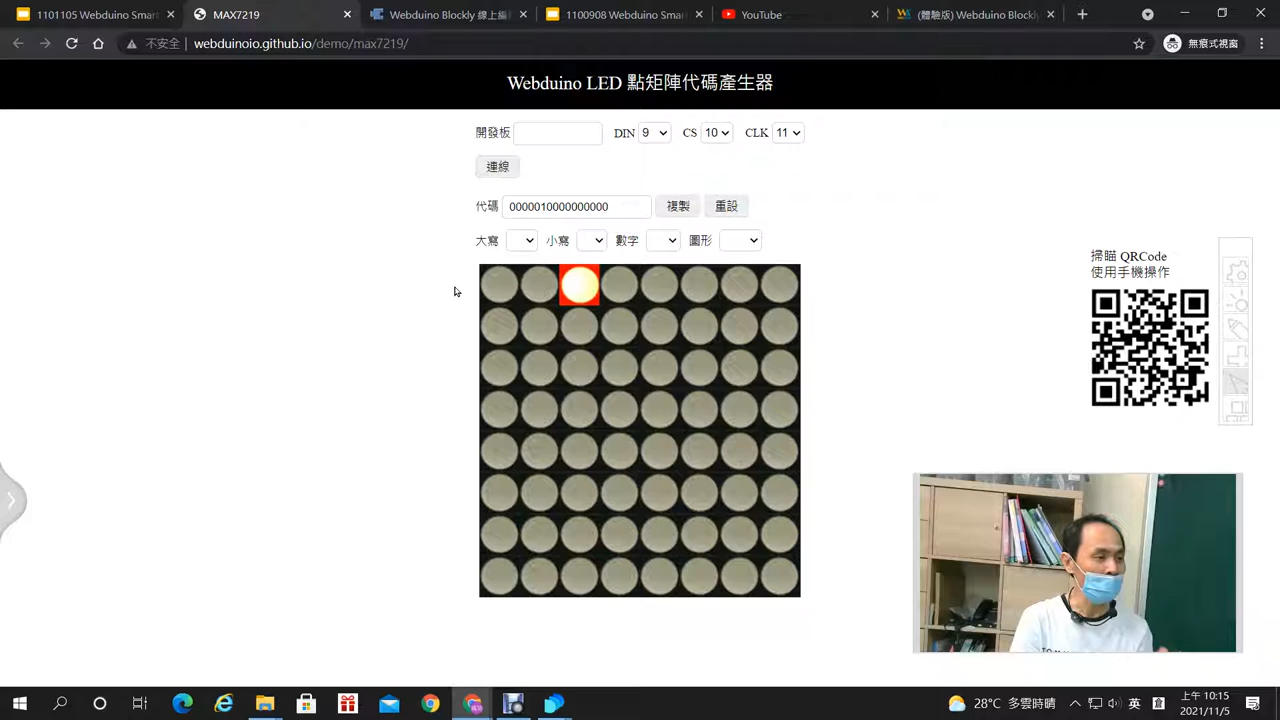 1101105 Webduino Smar
MAX7219
Webduino Blockly 線上編
1100908 Webduino Smar
YouTube
(體驗版) Webduino Blockly
不安全
webduinoio.github.io/demo/max7219/
無痕式視窗
Webduino LED 點矩陣代碼產生器
開發板 DIN 9 CS 10 CLK 11
連線
代碼 0000010000000000 複製 重設
大寫 小寫 數字 圖形
掃瞄 QRCode
使用手機操作
28°C 多雲時晴
英
上午 10:15
2021/11/5